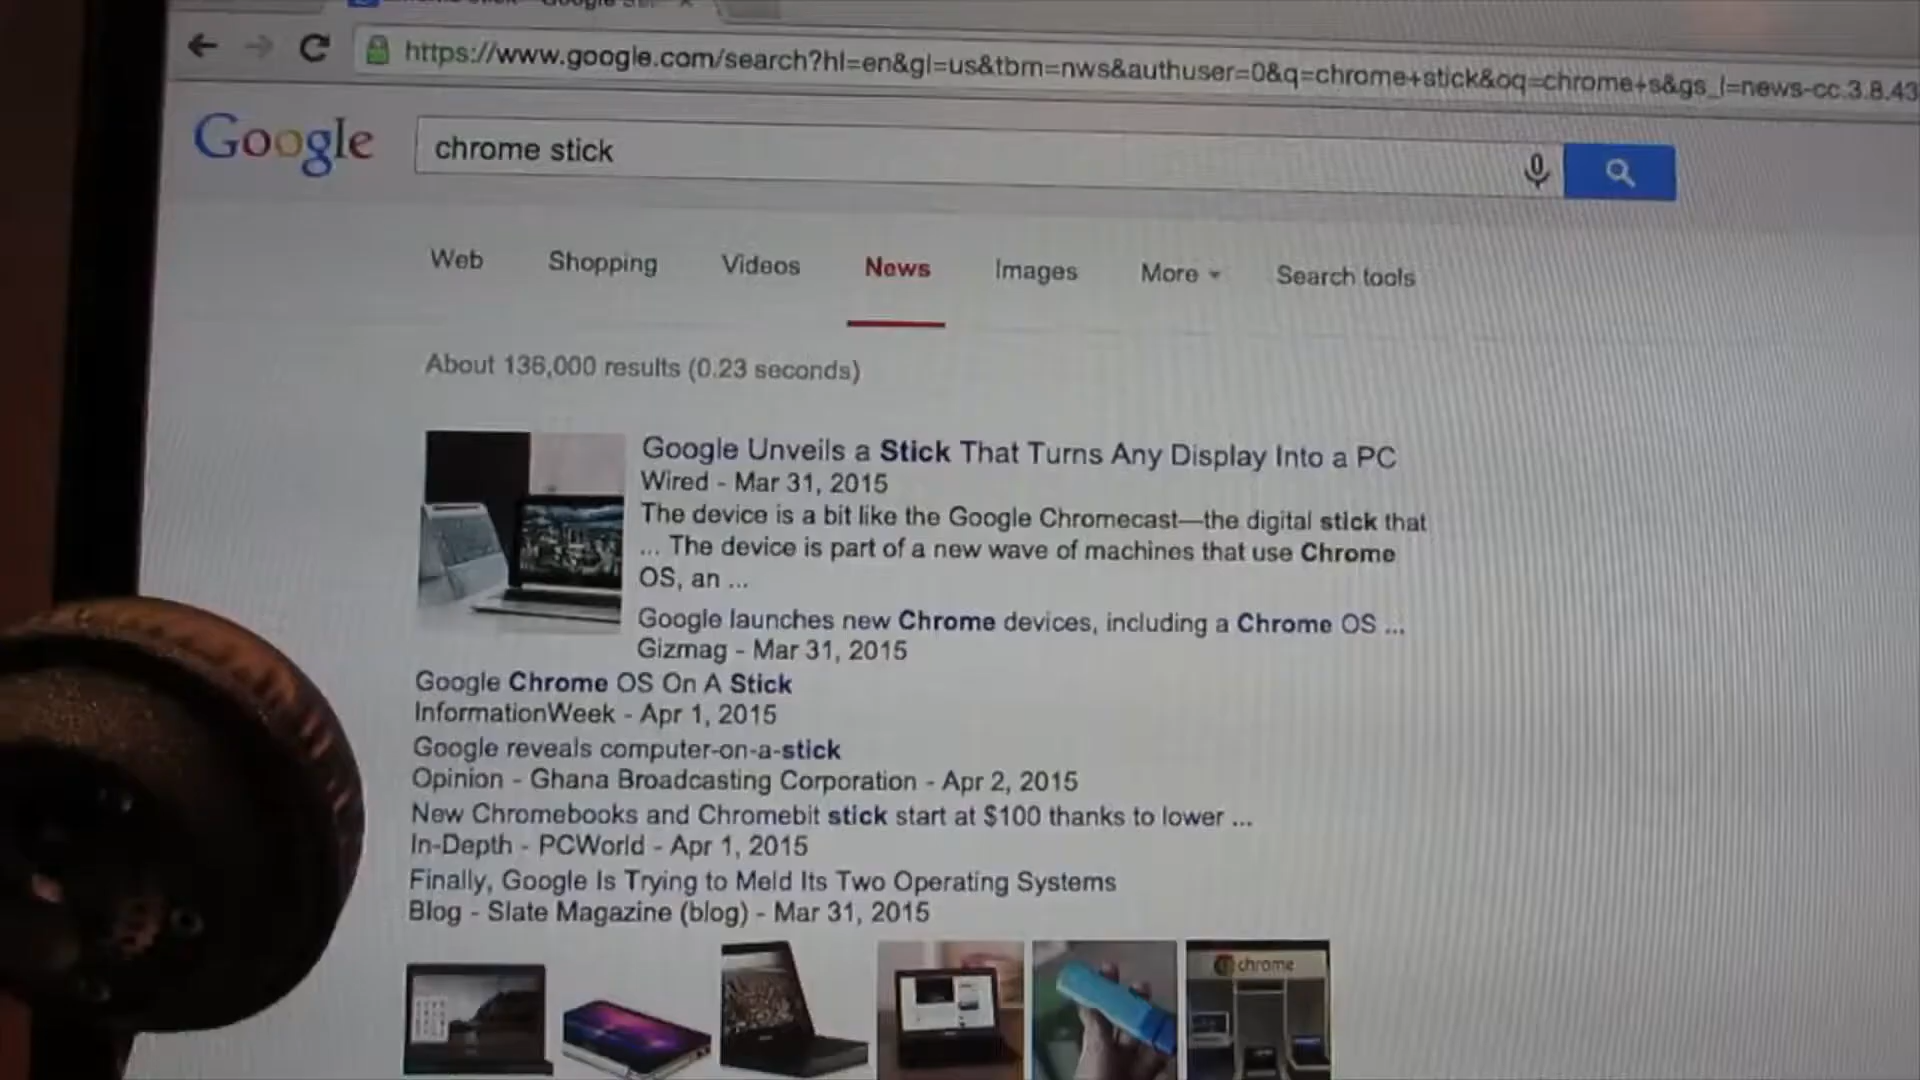 https://www.google.com/search?hl=en&gl=us&tbm=nws&authuser=0&q=chrome+stick&oq=chrome+s&gs_l=news-cc.3.8.43
Google
chrome stick
Web Shopping Videos News Images More Search tools
About 136,000 results (0.23 seconds)
Google Unveils a Stick That Turns Any Display Into a PC
Wired - Mar 31, 2015
The device is a bit like the Google Chromecast—the digital stick that
... The device is part of a new wave of machines that use Chrome
OS, an ...
Google launches new Chrome devices, including a Chrome OS ...
Gizmag - Mar 31, 2015
Google Chrome OS On A Stick
InformationWeek - Apr 1, 2015
Google reveals computer-on-a-stick
Opinion - Ghana Broadcasting Corporation - Apr 2, 2015
New Chromebooks and Chromebit stick start at $100 thanks to lower ...
In-Depth - PCWorld - Apr 1, 2015
Finally, Google Is Trying to Meld Its Two Operating Systems
Blog - Slate Magazine (blog) - Mar 31, 2015
chrome